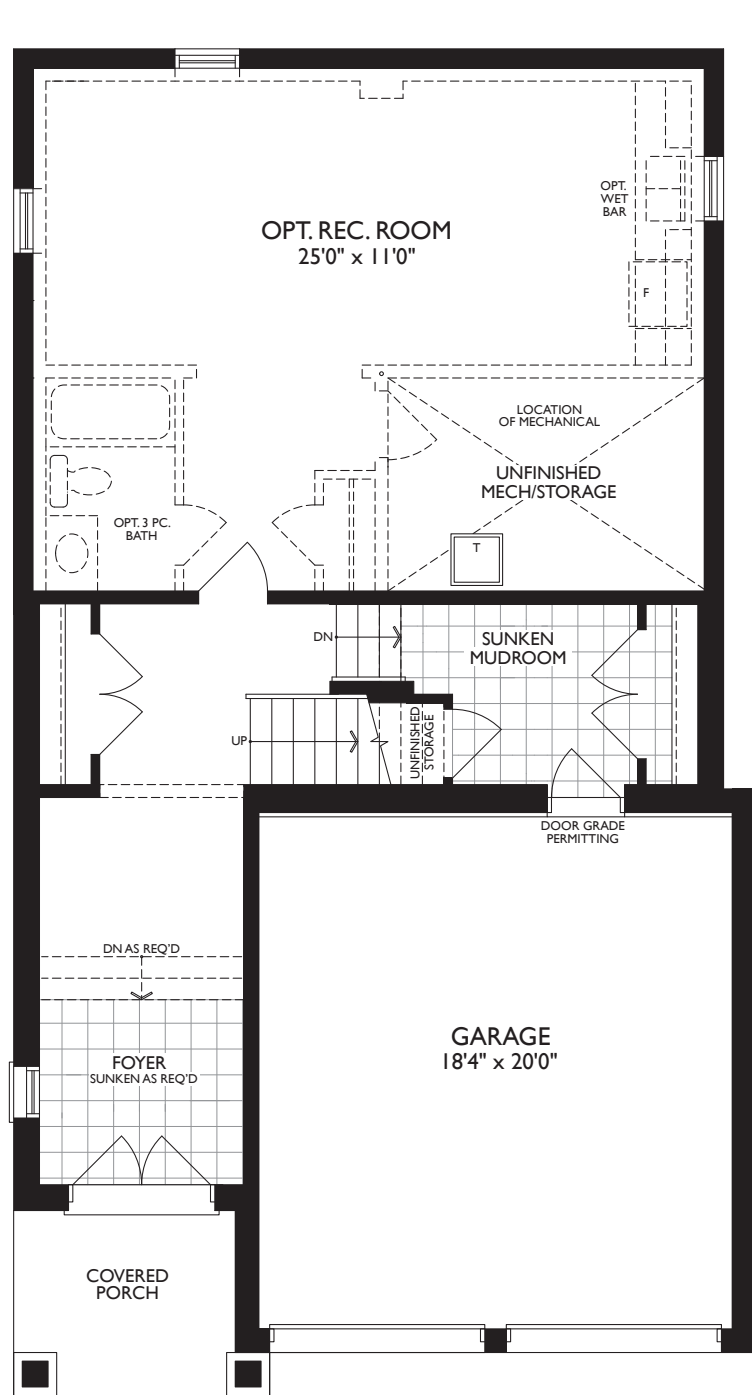 OPT. REC. ROOM
25'0" x 11'0"
OPT.
WET
BAR
F
LOCATION
OF MECHANICAL
UNFINISHED
MECH/STORAGE
OPT. 3 PC.
BATH
T
DN
SUNKEN
MUDROOM
UP
UNFINISHED
STORAGE
DOOR GRADE
PERMITTING
DN AS REQ'D
GARAGE
18'4" x 20'0"
FOYER
SUNKEN AS REQ'D
COVERED
PORCH